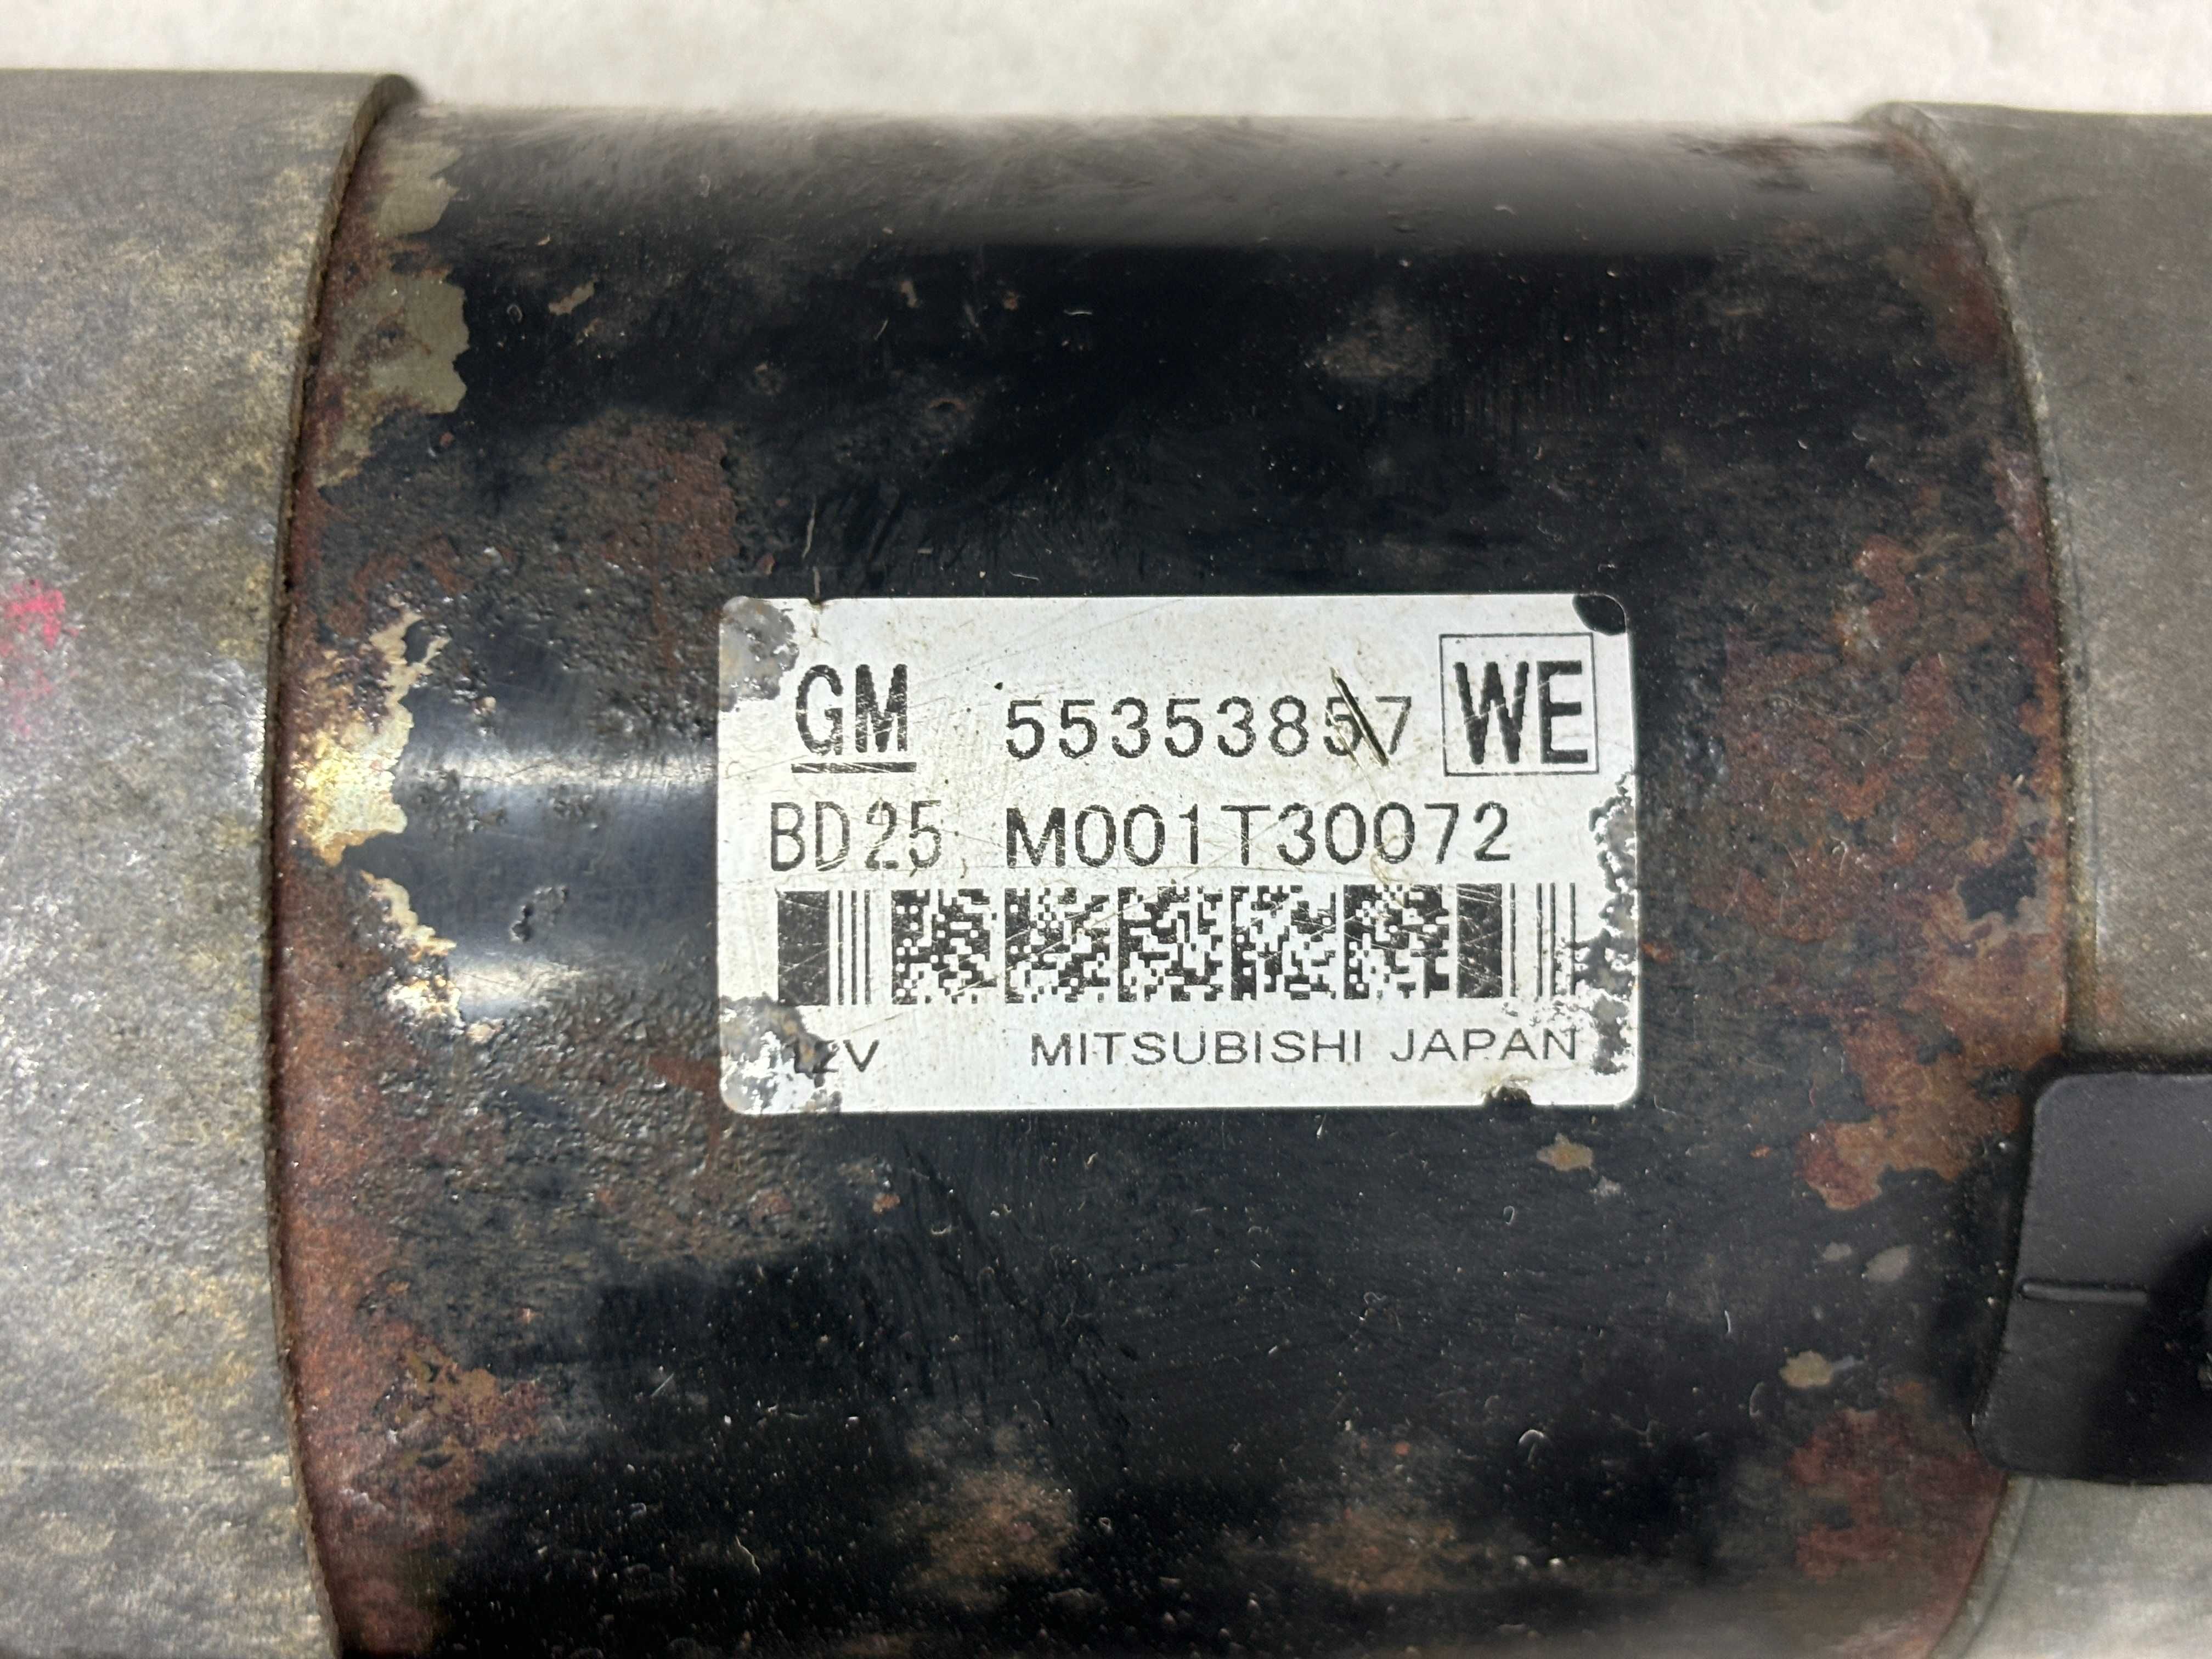 GM 55353857 WE
BD25 M001T30072
12V MITSUBISHI JAPAN